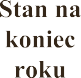 Stan na
koniec
roku